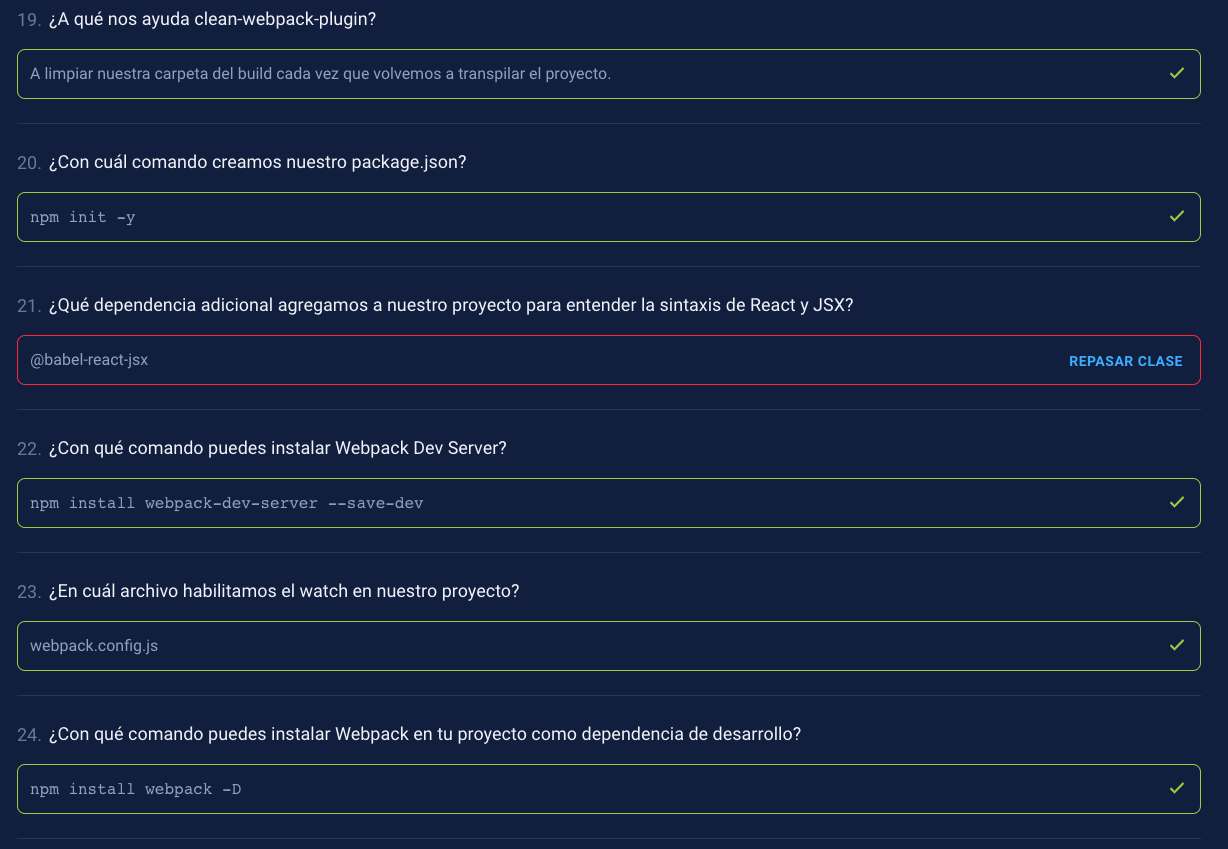 19. ¿A qué nos ayuda clean-webpack-plugin?
A limpiar nuestra carpeta del build cada vez que volvemos a transpilar el proyecto.
20. ¿Con cuál comando creamos nuestro package.json?
npm init -y
21. ¿Qué dependencia adicional agregamos a nuestro proyecto para entender la sintaxis de React y JSX?
@babel-react-jsx REPASAR CLASE
22. ¿Con qué comando puedes instalar Webpack Dev Server?
npm install webpack-dev-server --save-dev
23. ¿En cuál archivo habilitamos el watch en nuestro proyecto?
webpack.config.js
24. ¿Con qué comando puedes instalar Webpack en tu proyecto como dependencia de desarrollo?
npm install webpack -D